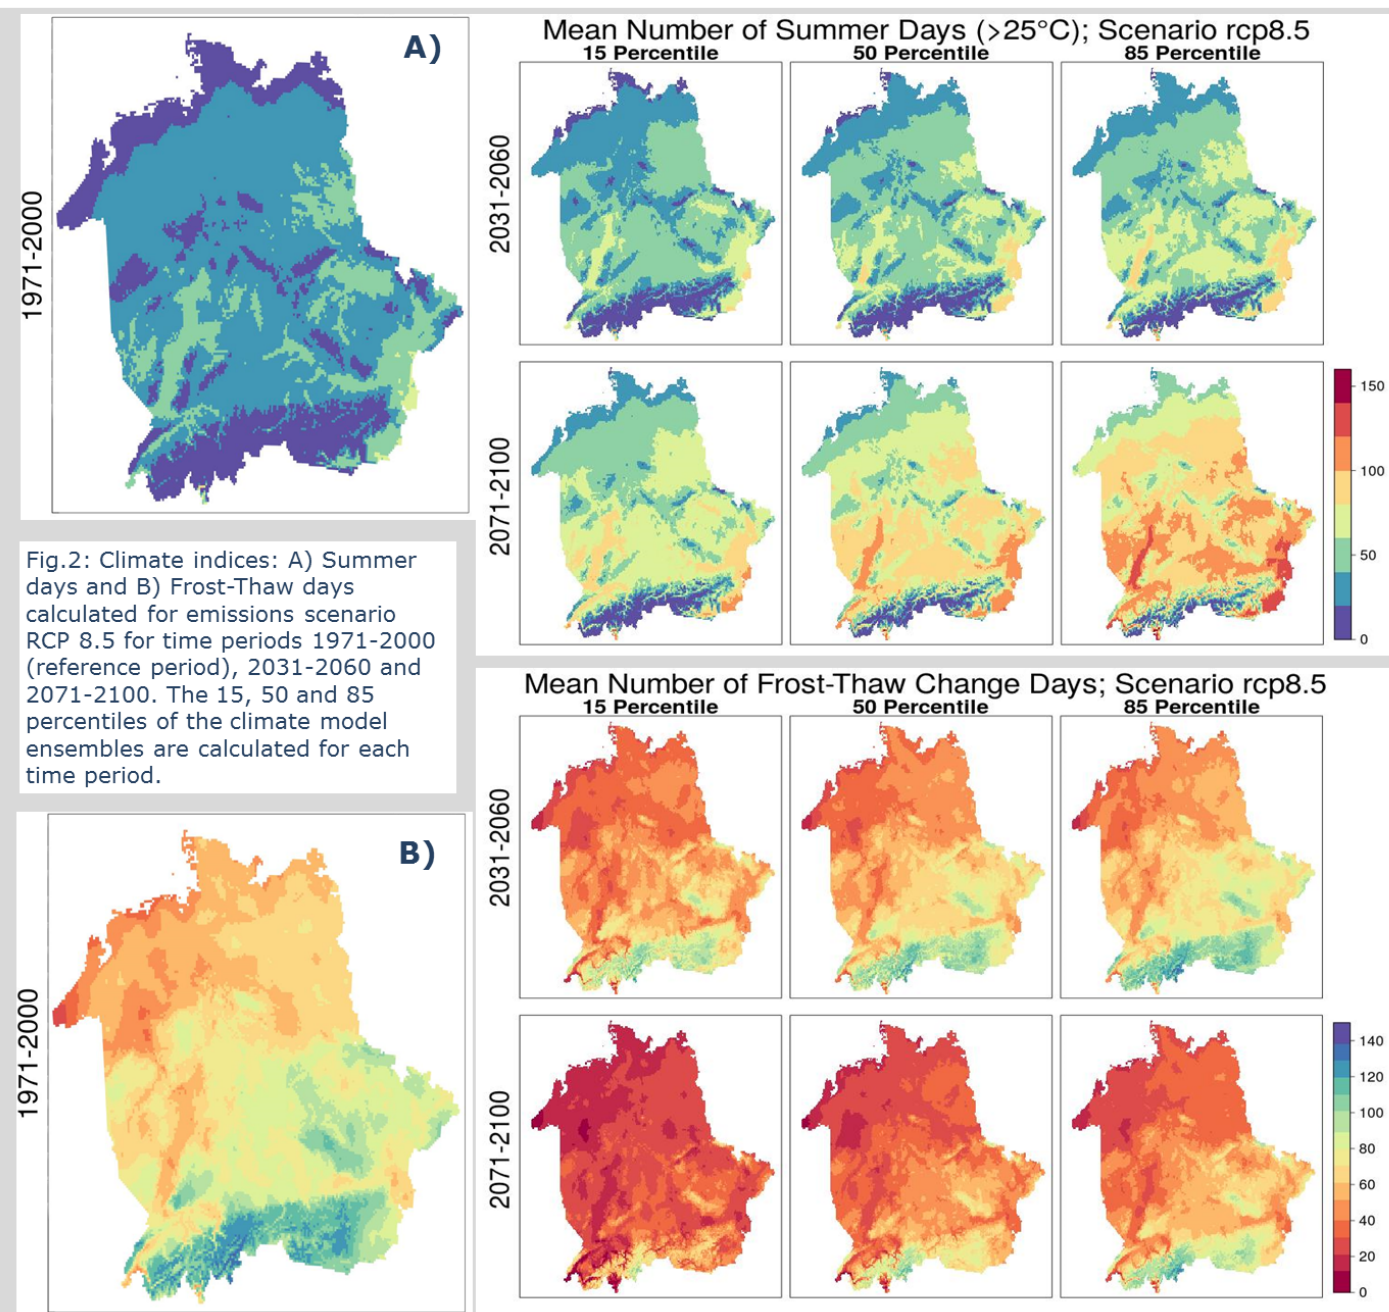 A)
1971-2000
Mean Number of Summer Days (>25°C); Scenario rcp8.5
15 Percentile
50 Percentile
85 Percentile
2031-2060
2071-2100
150
100
50
0
Fig.2: Climate indices: A) Summer
days and B) Frost-Thaw days
calculated for emissions scenario
RCP 8.5 for time periods 1971-2000
(reference period), 2031-2060 and
2071-2100. The 15, 50 and 85
percentiles of the climate model
ensembles are calculated for each
time period.
B)
1971-2000
Mean Number of Frost-Thaw Change Days; Scenario rcp8.5
15 Percentile
50 Percentile
85 Percentile
2031-2060
2071-2100
140
120
100
80
60
40
20
0